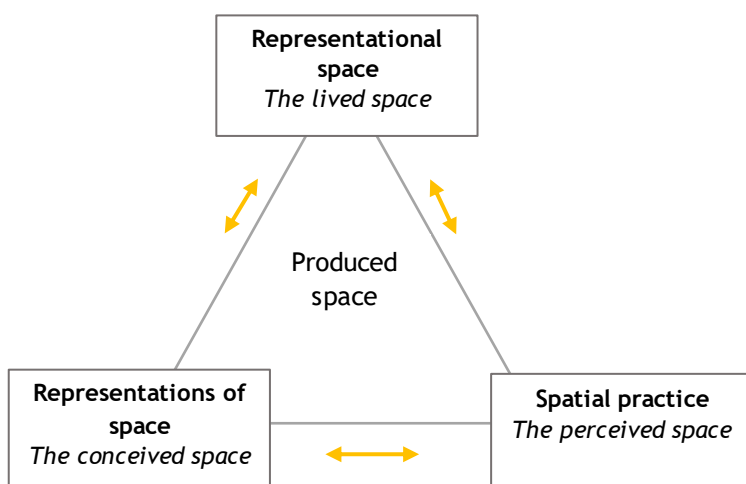 Representational
space
The lived space
Produced
space
Representations of
space
The conceived space
Spatial practice
The perceived space